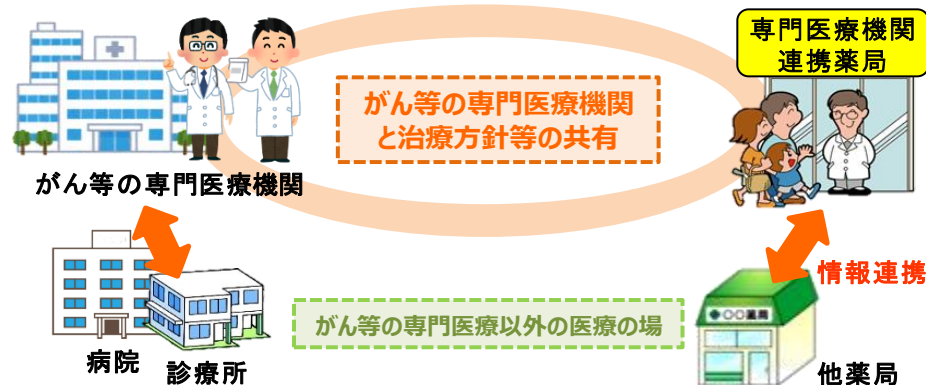 専門医療機関
連携薬局
がん等の専門医療機関
と治療方針等の共有
がん等の専門医療機関
情報連携
がん等の専門医療以外の医療の場
○○薬局
病院
診療所
他薬局